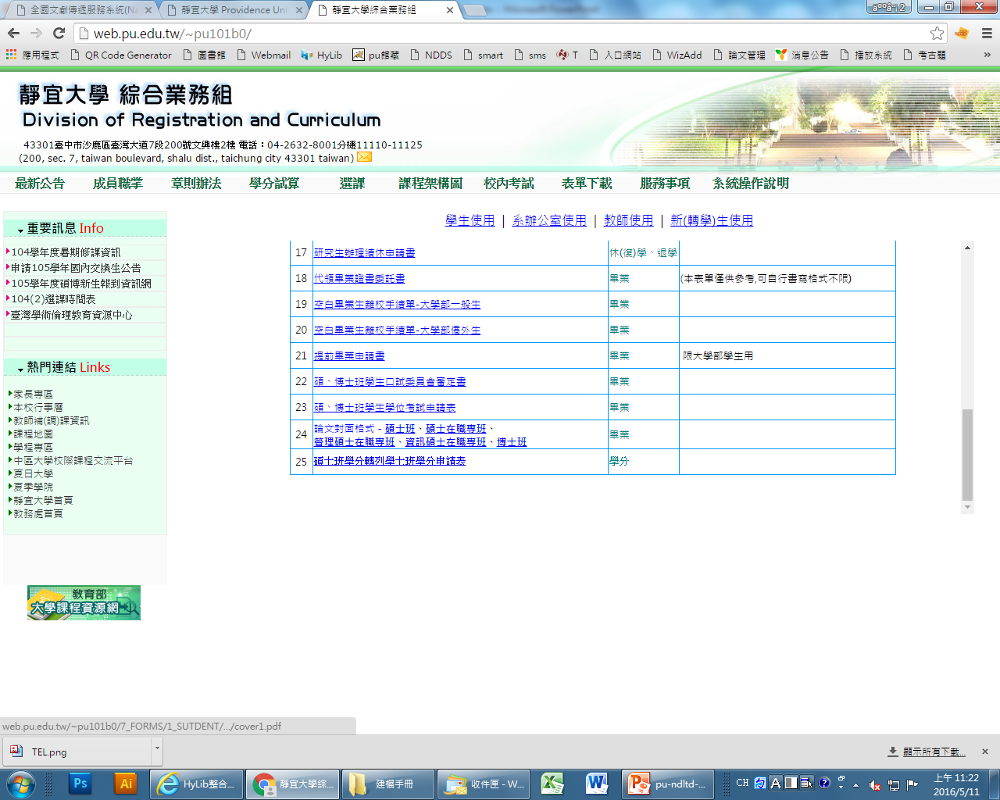 全國文獻傳遞服務系統(No
靜宜大學 Providence Uni
靜宜大學綜合業務組
web.pu.edu.tw/~pu101b0/
應用程式
QR Code Generator
圖書館
Webmail
HyLib
pu館藏
NDDS
smart
sms
T
入口網站
WizAdd
論文管理
消息公告
播放系統
考古題
»
靜宜大學 綜合業務組
Division of Registration and Curriculum
43301臺中市沙鹿區臺灣大道7段200號文興樓2樓 電話：04-2632-8001分機11110-11125
(200, sec. 7, taiwan boulevard, shalu dist., taichung city 43301 taiwan)
最新公告 成員職掌 章則辦法 學分試算 選課 課程架構圖 校內考試 表單下載 服務事項 系統操作說明
重要訊息 Info
104學年度暑期修課資訊
申請105學年國內交換生公告
105學年度碩博新生報到資訊網
104(2)選課時間表
臺灣學術倫理教育資源中心
熱門連結 Links
家長專區
本校行事曆
教師補(調)課資訊
課程地圖
學程專區
中區大學校際課程交流平台
夏日大學
夏季學院
靜宜大學首頁
教務處首頁
教育部
大學課程資源網
學生使用 | 系辦公室使用 | 教師使用 | 新(轉學)生使用
17 研究生辦理續休申請書 休(復)學、退學
18 代領畢業證書委託書 畢業 (本表單僅供參考,可自行書寫格式不限)
19 空白畢業生離校手續單-大學部一般生 畢業
20 空白畢業生離校手續單-大學部僑外生 畢業
21 提前畢業申請書 畢業 限大學部學生用
22 碩、博士班學生口試委員會審定書 畢業
23 碩、博士班學生學位考試申請表 畢業
24 論文封面格式 - 碩士班、碩士在職專班、
管理碩士在職專班、資訊碩士在職專班、博士班 畢業
25 碩士班學分轉列學士班學分申請表 學分
web.pu.edu.tw/~pu101b0/7_FORMS/1_SUTDENT/.../cover1.pdf
TEL.png
顯示所有下載...
Ps
Ai
HyLib整合...
靜宜大學綜...
建檔手冊
收件匣 - W...
pu-ndltd-...
CH
上午 11:22
2016/5/11